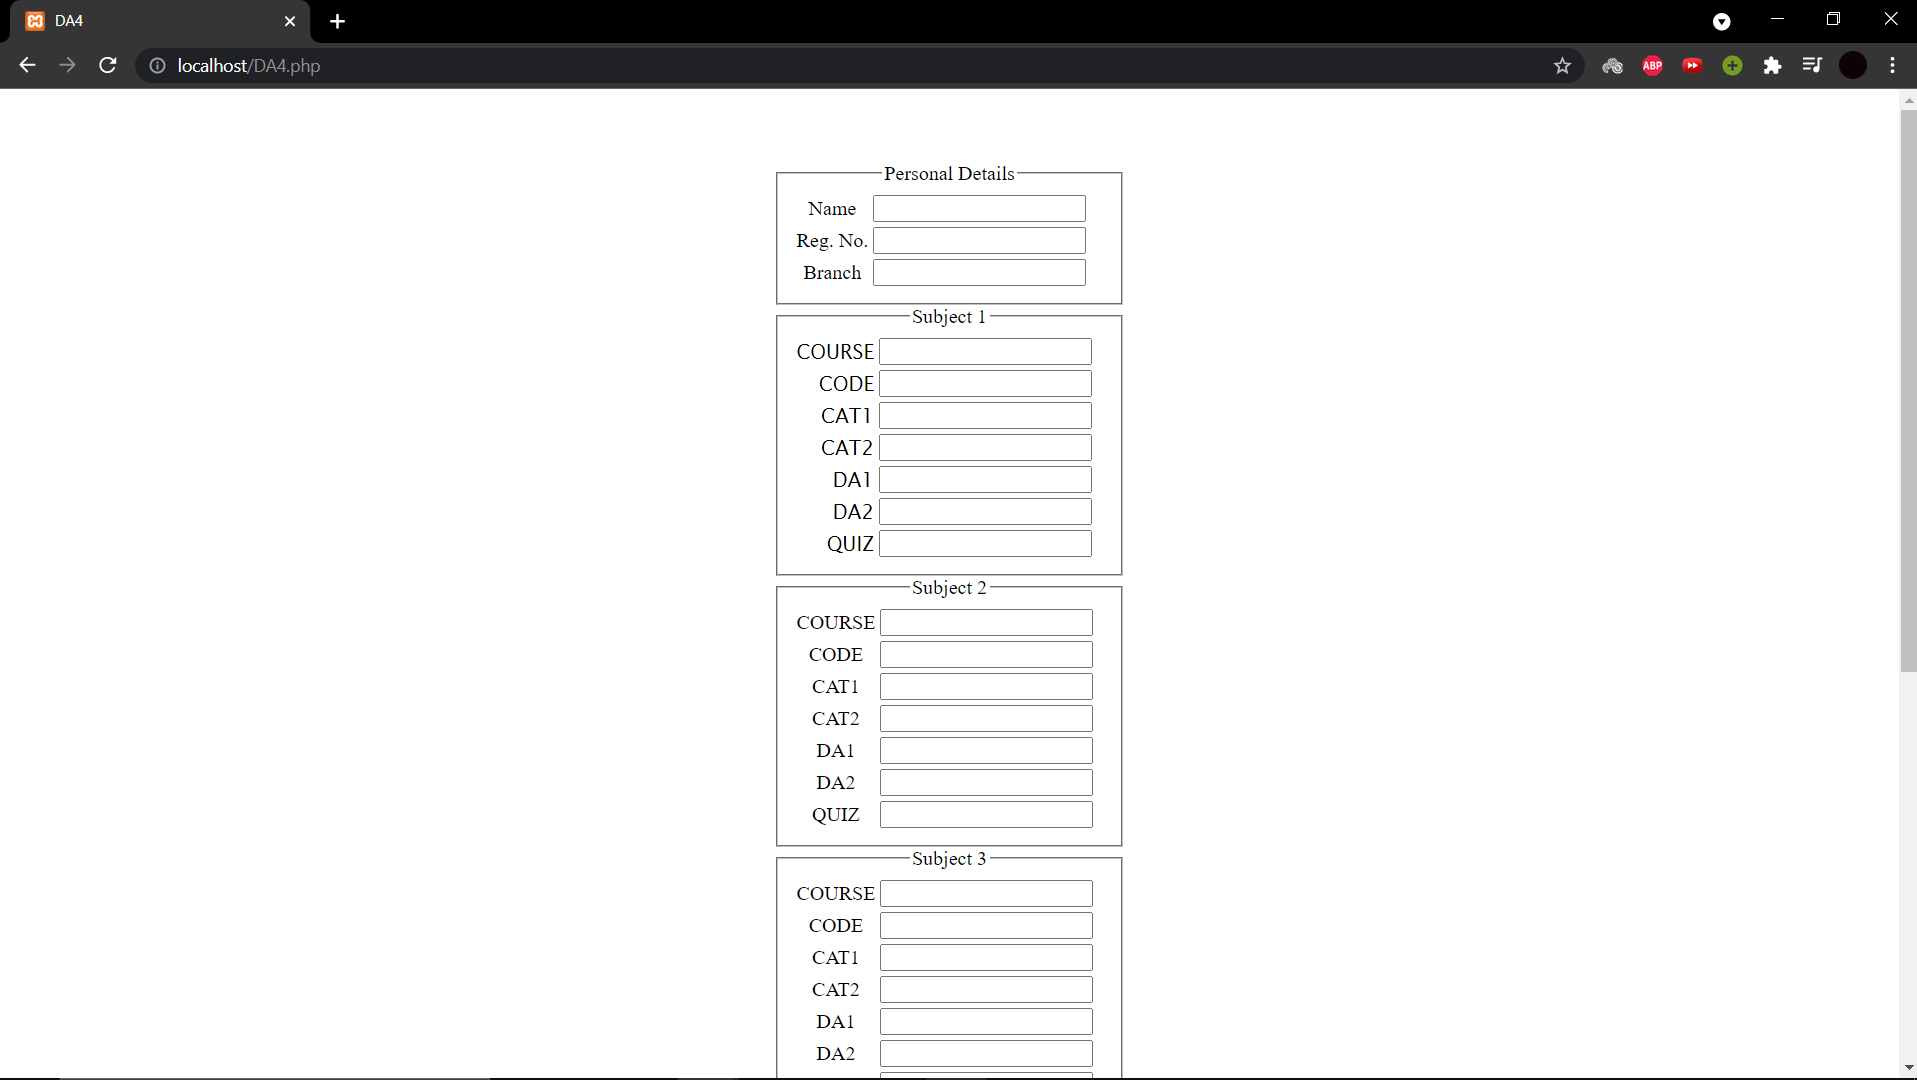 DA4
localhost/DA4.php
ABP
Personal Details
Name
Reg. No.
Branch
Subject 1
COURSE
CODE
CAT1
CAT2
DA1
DA2
QUIZ
Subject 2
COURSE
CODE
CAT1
CAT2
DA1
DA2
QUIZ
Subject 3
COURSE
CODE
CAT1
CAT2
DA1
DA2